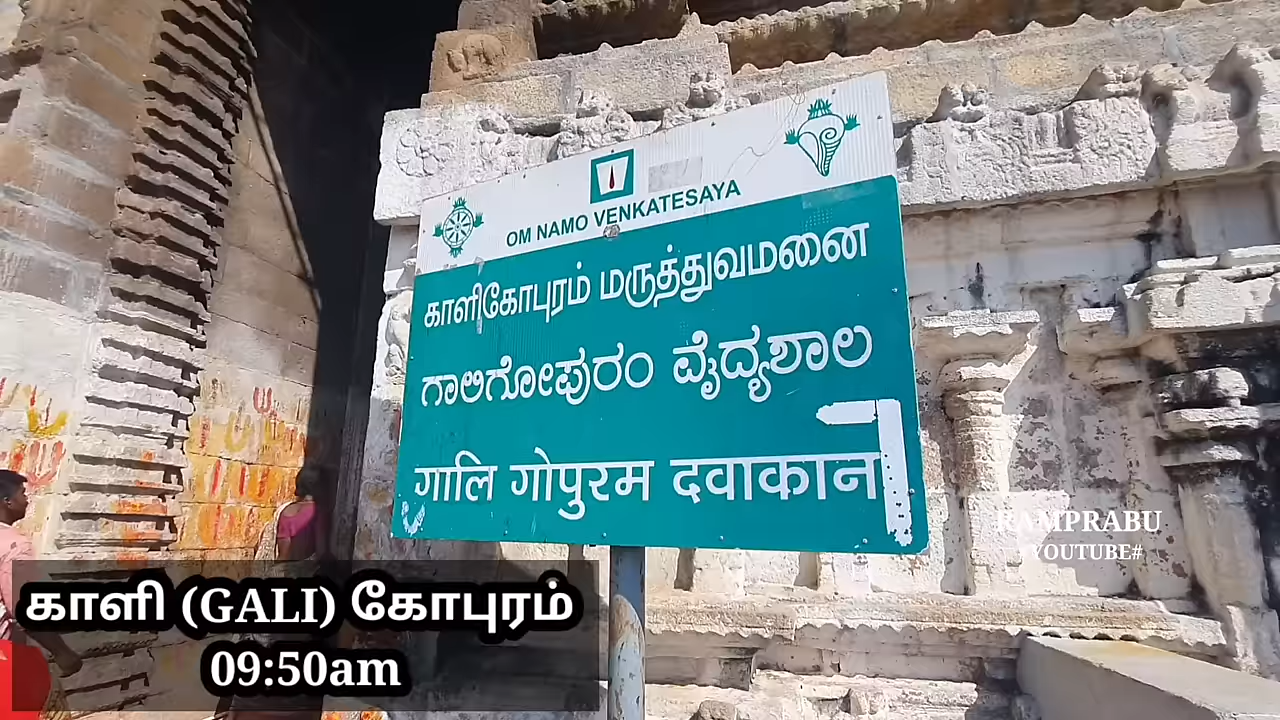 OM NAMO VENKATESAYA
காளிகோபுரம் மருத்துவமனை
ಗಾಲಿಗೋಪುರಂ ವೈದ್ಯಶಾಲ
गालि गोपुरम दवाकान
RAMPRABU
YOUTUBE#
காளி (GALI) கோபுரம்
09:50am